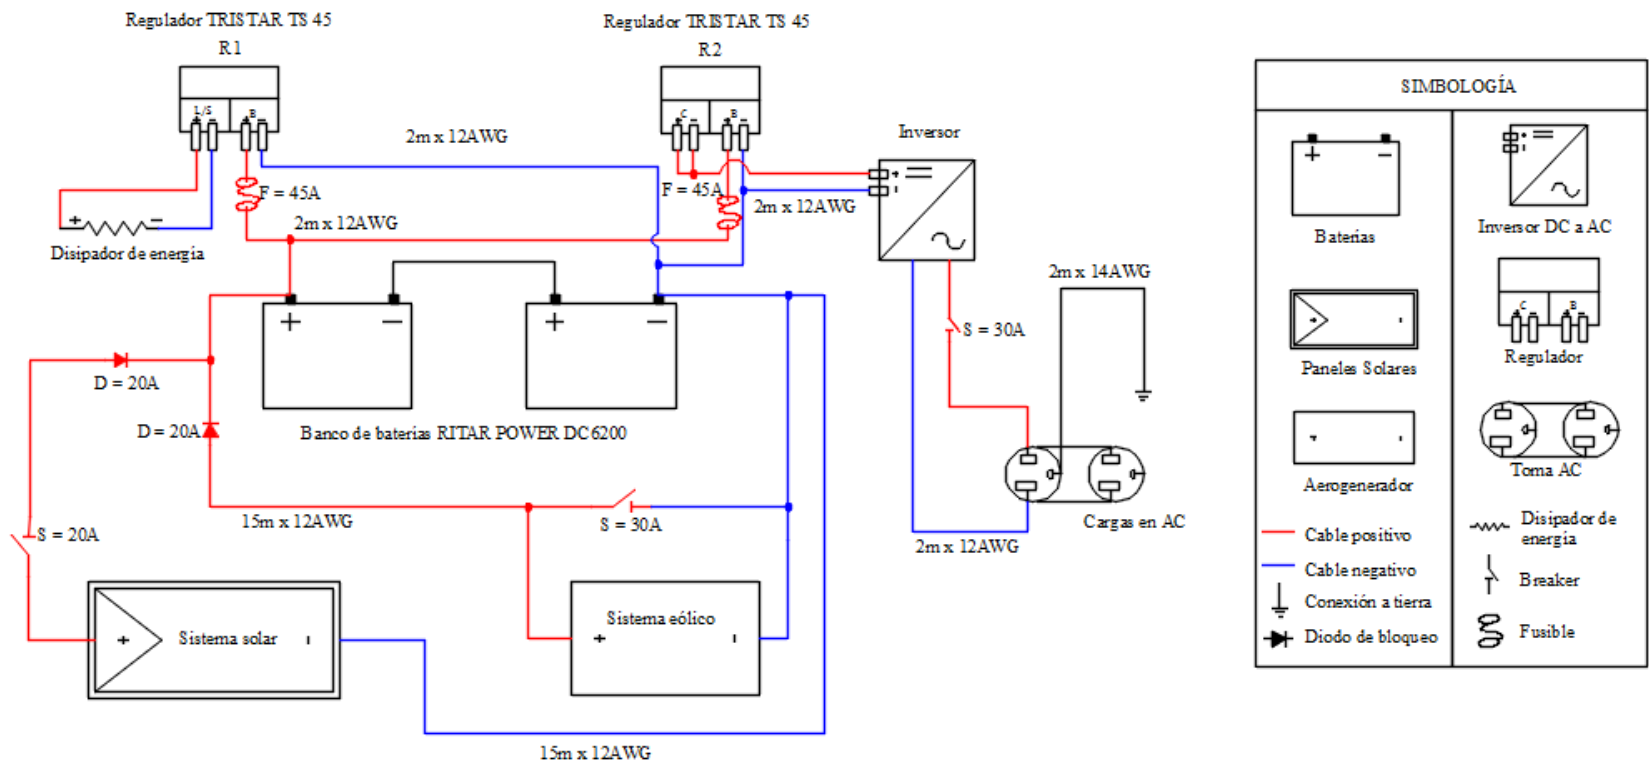 Regulador TRISTAR TS 45
R1
L/S
+ - + B -
Regulador TRISTAR TS 45
R2
C
+ - + B -
2m x 12AWG
Inversor
F = 45A
2m x 12AWG
Disipador de energía
F = 45A
2m x 12AWG
2m x 14AWG
S = 30A
D = 20A
D = 20A
Banco de baterías RITAR POWER DC6200
15m x 12AWG
S = 30A
S = 20A
Cargas en AC
2m x 12AWG
Sistema solar
Sistema eólico
15m x 12AWG
SIMBOLOGÍA
Baterías
Inversor DC a AC
C
B
Paneles Solares
Regulador
Aerogenerador
Toma AC
Cable positivo
Disipador de
energía
Cable negativo
Breaker
Conexión a tierra
Diodo de bloqueo
Fusible